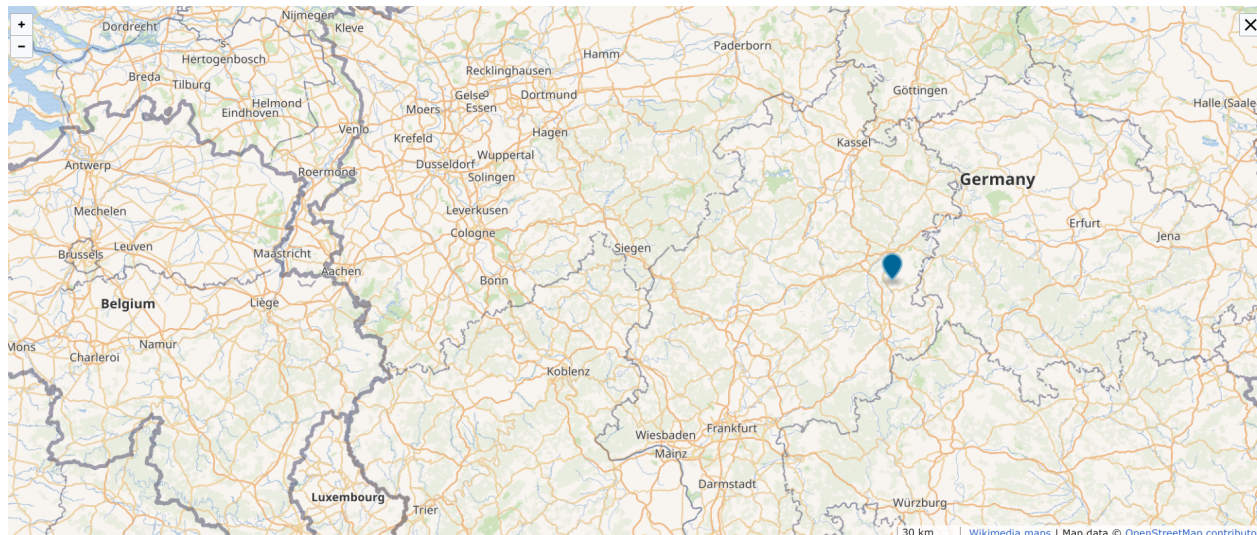 +
−
Nijmegen
Kleve
Dordrecht
's-
Hertogenbosch
Breda
Tilburg
Helmond
Eindhoven
Venlo
Roermond
Antwerp
Mechelen
Leuven
Brussels
Maastricht
Aachen
Belgium
Liège
Mons
Namur
Charleroi
Luxembourg
Trier
Hamm
Paderborn
Recklinghausen
Gelse
Essen
Dortmund
Moers
Krefeld
Hagen
Dusseldorf
Wuppertal
Solingen
Leverkusen
Cologne
Siegen
Bonn
Koblenz
Wiesbaden
Frankfurt
Mainz
Darmstadt
Göttingen
Halle (Saale
Kassel
Germany
Erfurt
Jena
Würzburg
30 km
Wikimedia maps | Map data © OpenStreetMap contributo